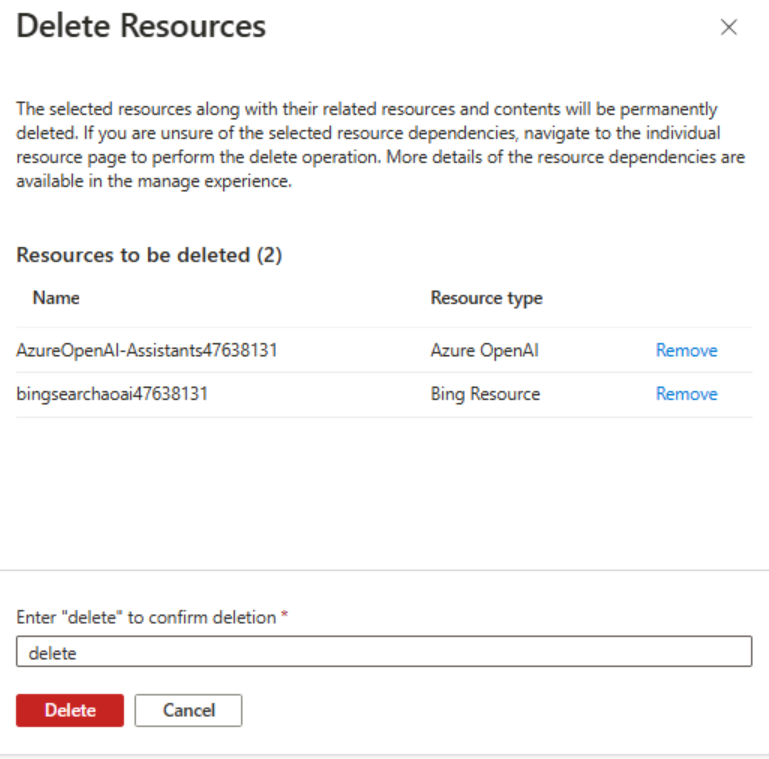 Delete Resources
The selected resources along with their related resources and contents will be permanently
deleted. If you are unsure of the selected resource dependencies, navigate to the individual
resource page to perform the delete operation. More details of the resource dependencies are
available in the manage experience.
Resources to be deleted (2)
Name Resource type
AzureOpenAI-Assistants47638131 Azure OpenAI Remove
bingsearchaoai47638131 Bing Resource Remove
Enter "delete" to confirm deletion *
delete
Delete Cancel